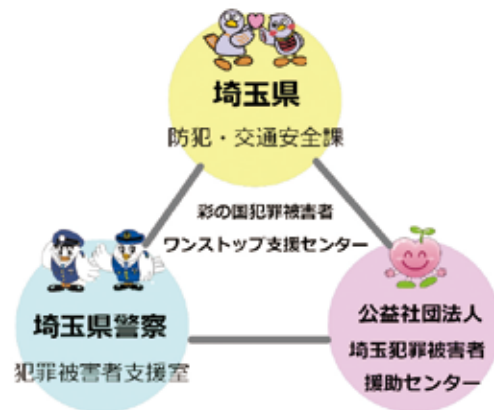 埼玉県
防犯・交通安全課
彩の国犯罪被害者
ワンストップ支援センター
埼玉県警察
犯罪被害者支援室
公益社団法人
埼玉犯罪被害者
援助センター